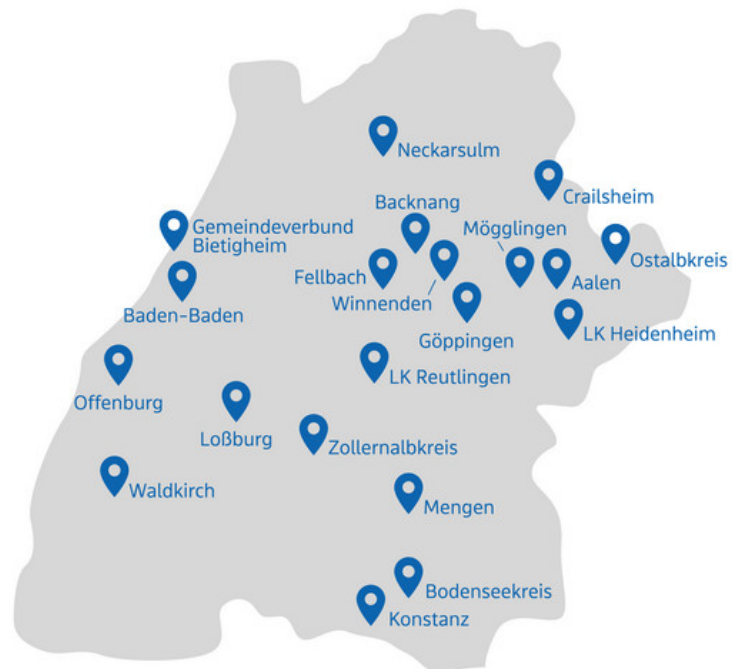 Neckarsulm
Crailsheim
Backnang
Mögglingen
Gemeindeverbund
Bietigheim
Ostalbkreis
Fellbach
Aalen
Winnenden
Baden-Baden
LK Heidenheim
Göppingen
LK Reutlingen
Offenburg
Loßburg
Zollernalbkreis
Waldkirch
Mengen
Bodenseekreis
Konstanz